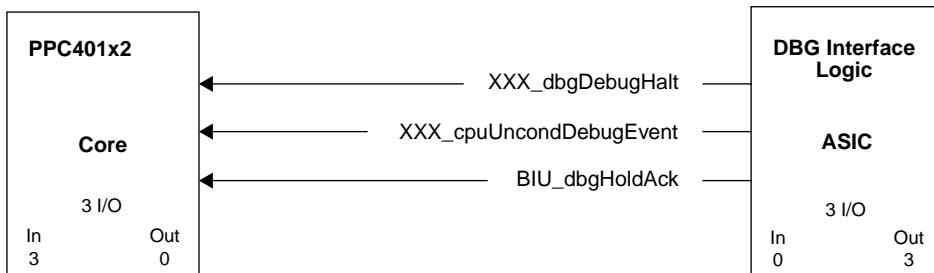 PPC401x2
DBG Interface
Logic
XXX_dbgDebugHalt
XXX_cpuUncondDebugEvent
Core
ASIC
BIU_dbgHoldAck
3 I/O
3 I/O
In Out
3 0
In Out
0 3